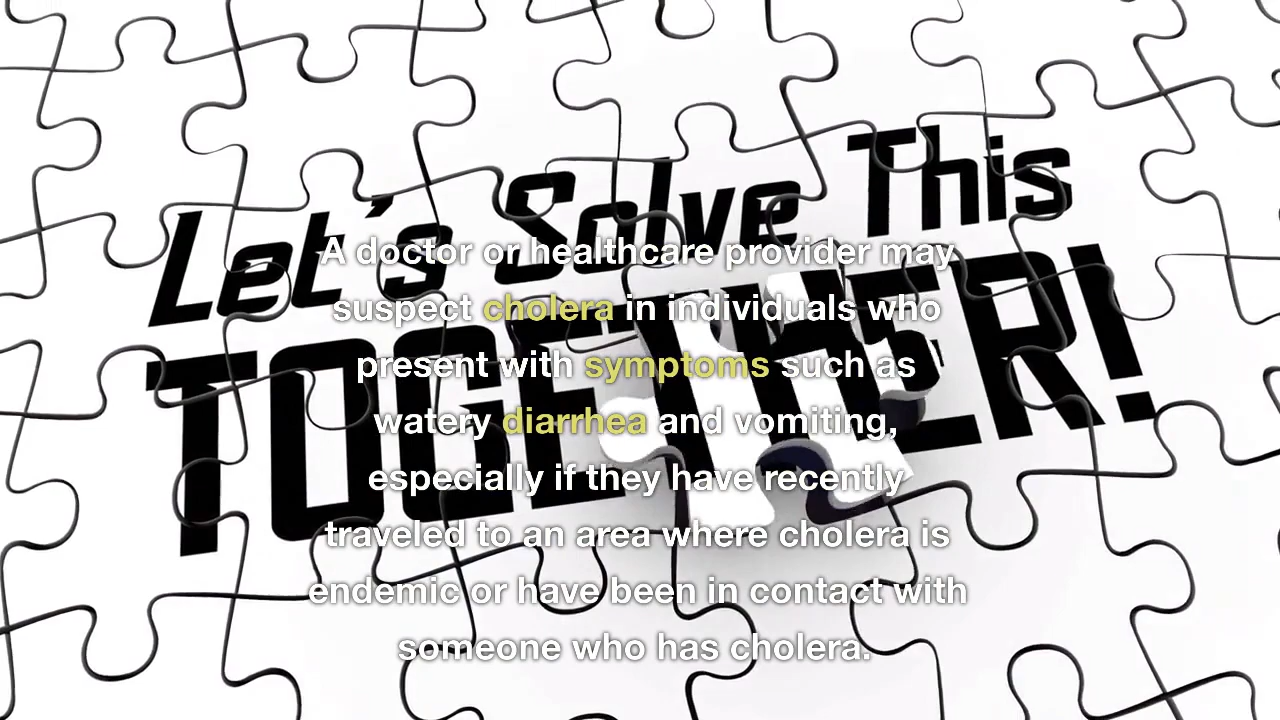 Let's Solve This
TOGETHER!
A doctor or healthcare provider may
suspect cholera in individuals who
present with symptoms such as
watery diarrhea and vomiting,
especially if they have recently
traveled to an area where cholera is
endemic or have been in contact with
someone who has cholera.